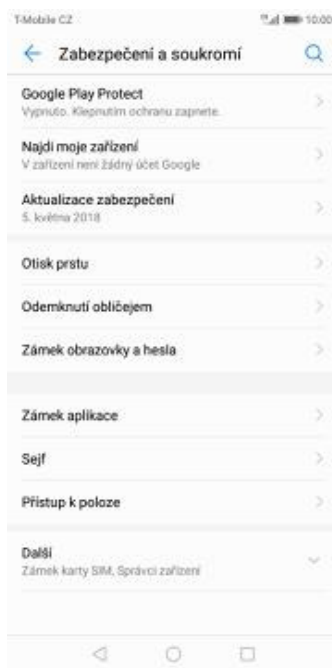 T-Mobile CZ 10:00
Zabezpečení a soukromí
Google Play Protect
Vypnuto. Klepnutím ochranu zapnete.
Najdi moje zařízení
V zařízení není žádný účet Google
Aktualizace zabezpečení
5. května 2018
Otisk prstu
Odemknutí obličejem
Zámek obrazovky a hesla
Zámek aplikace
Sejf
Přístup k poloze
Další
Zámek karty SIM, Správci zařízení